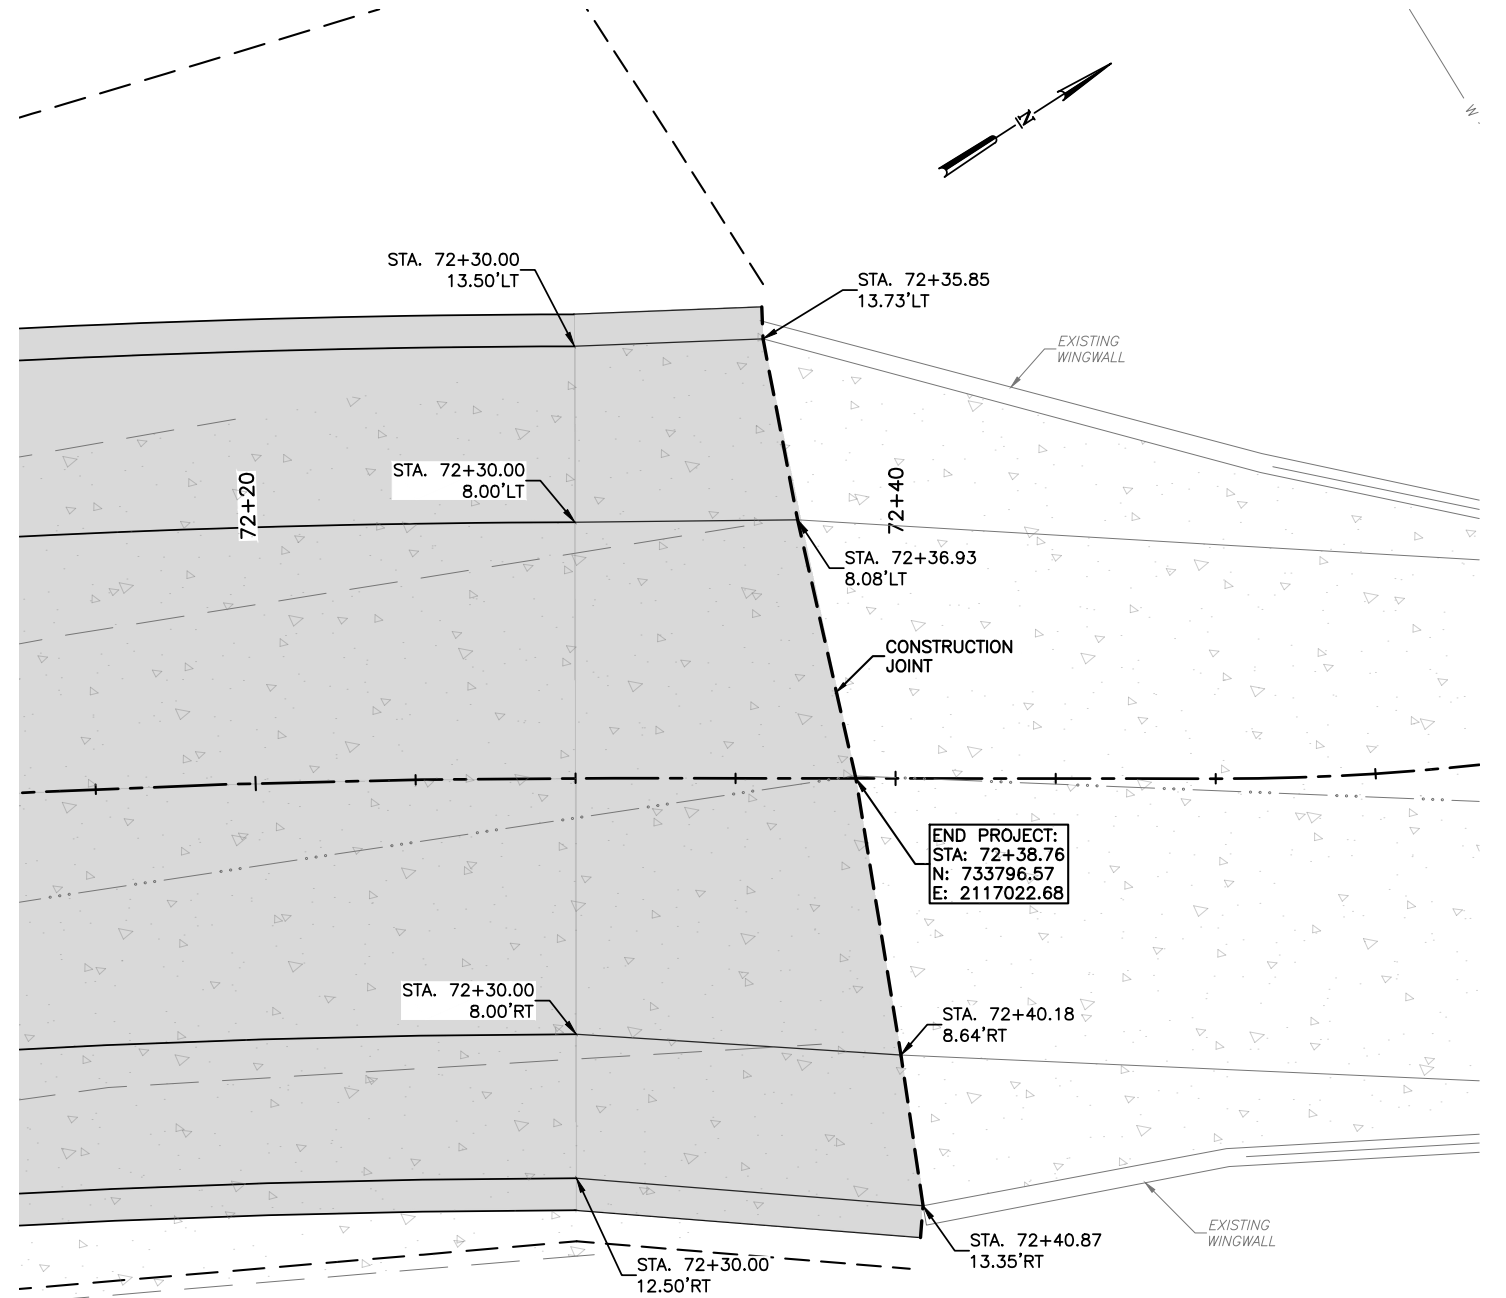 N
W
STA. 72+30.00
13.50'LT
STA. 72+35.85
13.73'LT
EXISTING
WINGWALL
STA. 72+30.00
8.00'LT
72+20
72+40
STA. 72+36.93
8.08'LT
CONSTRUCTION
JOINT
END PROJECT:
STA: 72+38.76
N: 733796.57
E: 2117022.68
STA. 72+30.00
8.00'RT
STA. 72+40.18
8.64'RT
STA. 72+40.87
13.35'RT
EXISTING
WINGWALL
STA. 72+30.00
12.50'RT